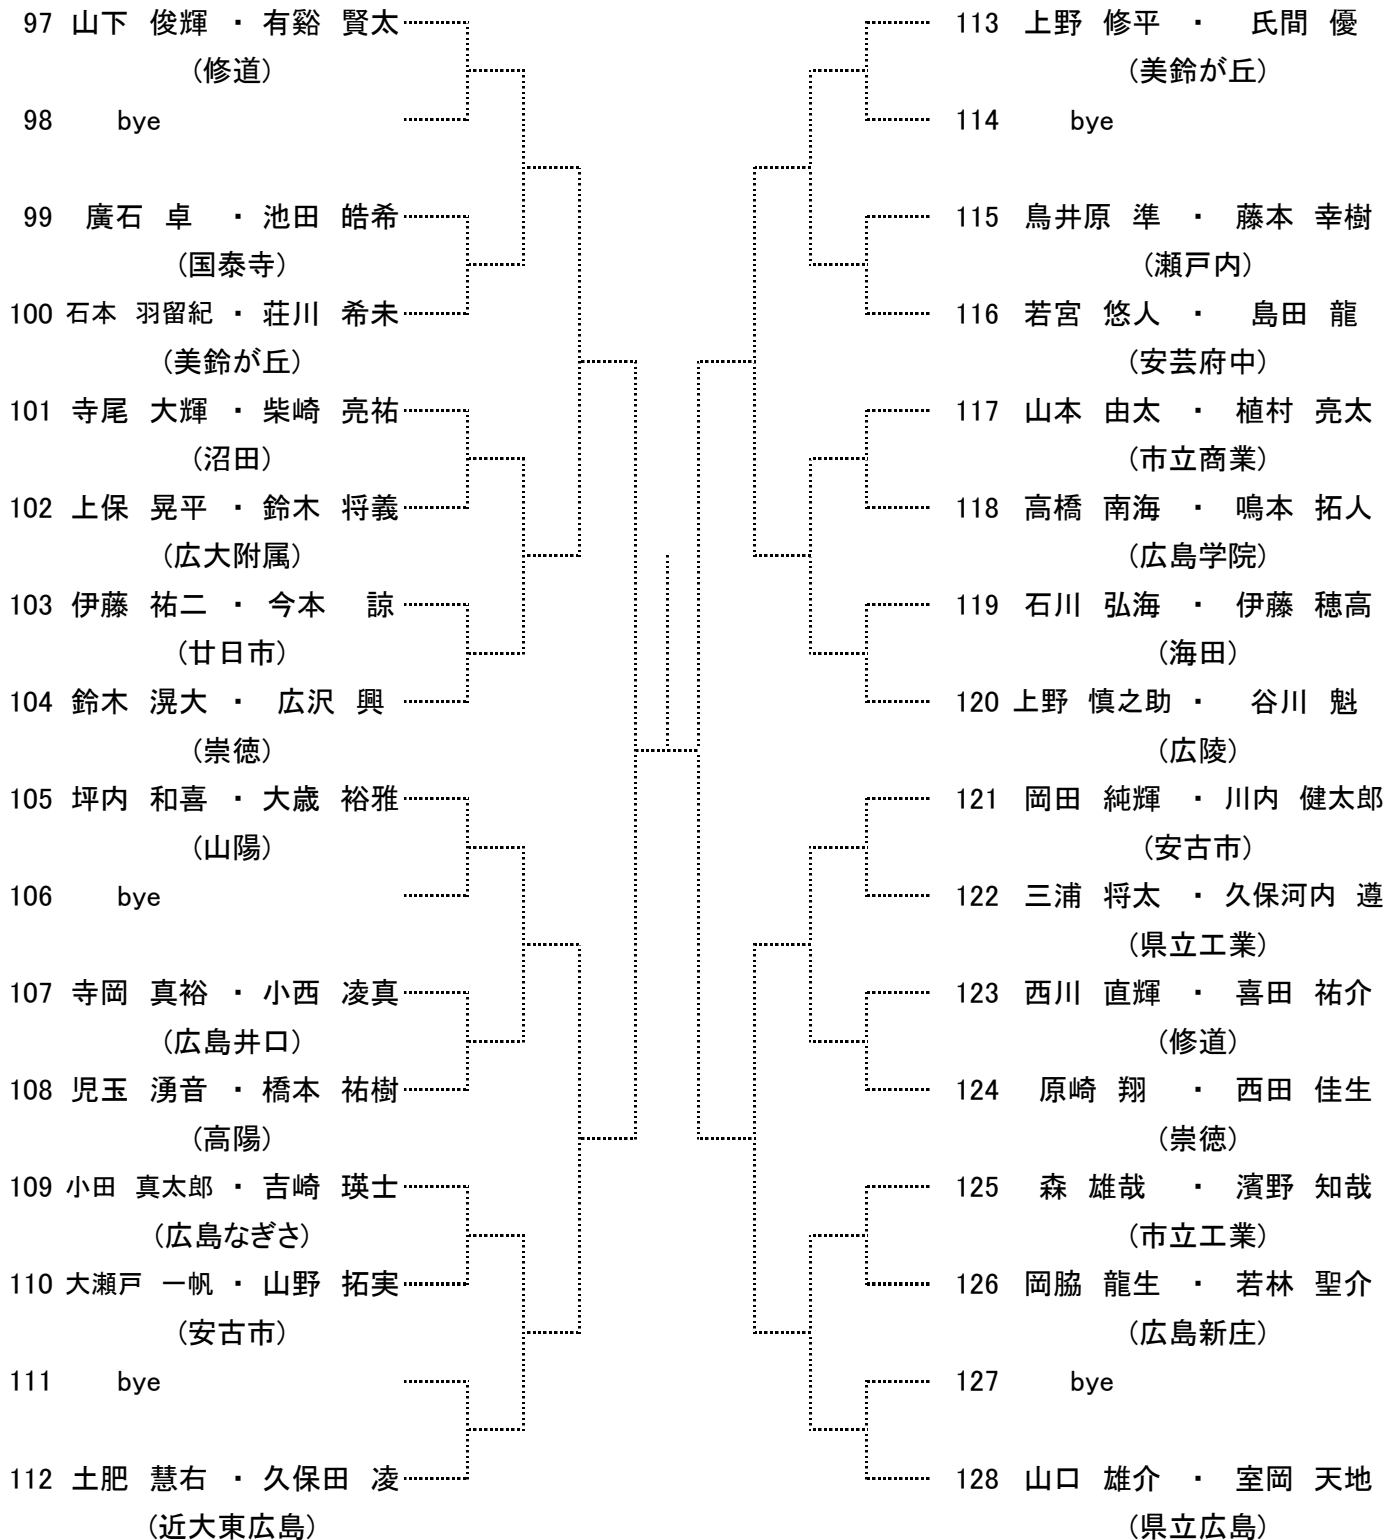 97 山下 俊輝 ・ 有谿 賢太
(修道)
98 bye
99 廣石 卓 ・ 池田 皓希
(国泰寺)
100 石本 羽留紀 ・ 荘川 希未
(美鈴が丘)
101 寺尾 大輝 ・ 柴崎 亮祐
(沼田)
102 上保 晃平 ・ 鈴木 将義
(広大附属)
103 伊藤 祐二 ・ 今本 諒
(廿日市)
104 鈴木 滉大 ・ 広沢 興
(崇徳)
105 坪内 和喜 ・ 大歳 裕雅
(山陽)
106 bye
107 寺岡 真裕 ・ 小西 凌真
(広島井口)
108 児玉 湧音 ・ 橋本 祐樹
(高陽)
109 小田 真太郎 ・ 吉崎 瑛士
(広島なぎさ)
110 大瀬戸 一帆 ・ 山野 拓実
(安古市)
111 bye
112 土肥 慧右 ・ 久保田 凌
(近大東広島)
113 上野 修平 ・ 氏間 優
(美鈴が丘)
114 bye
115 鳥井原 準 ・ 藤本 幸樹
(瀬戸内)
116 若宮 悠人 ・ 島田 龍
(安芸府中)
117 山本 由太 ・ 植村 亮太
(市立商業)
118 高橋 南海 ・ 鳴本 拓人
(広島学院)
119 石川 弘海 ・ 伊藤 穂高
(海田)
120 上野 慎之助 ・ 谷川 魁
(広陵)
121 岡田 純輝 ・ 川内 健太郎
(安古市)
122 三浦 将太 ・ 久保河内 遵
(県立工業)
123 西川 直輝 ・ 喜田 祐介
(修道)
124 原崎 翔 ・ 西田 佳生
(崇徳)
125 森 雄哉 ・ 濱野 知哉
(市立工業)
126 岡脇 龍生 ・ 若林 聖介
(広島新庄)
127 bye
128 山口 雄介 ・ 室岡 天地
(県立広島)